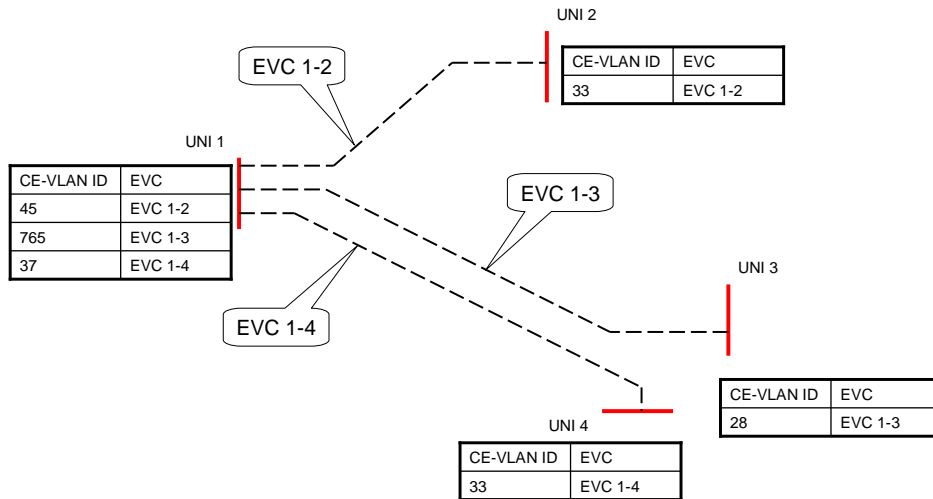 UNI 2
CE-VLAN ID EVC
33 EVC 1-2
EVC 1-2
UNI 1
CE-VLAN ID EVC
45 EVC 1-2
765 EVC 1-3
37 EVC 1-4
EVC 1-3
UNI 3
EVC 1-4
CE-VLAN ID EVC
28 EVC 1-3
UNI 4
CE-VLAN ID EVC
33 EVC 1-4